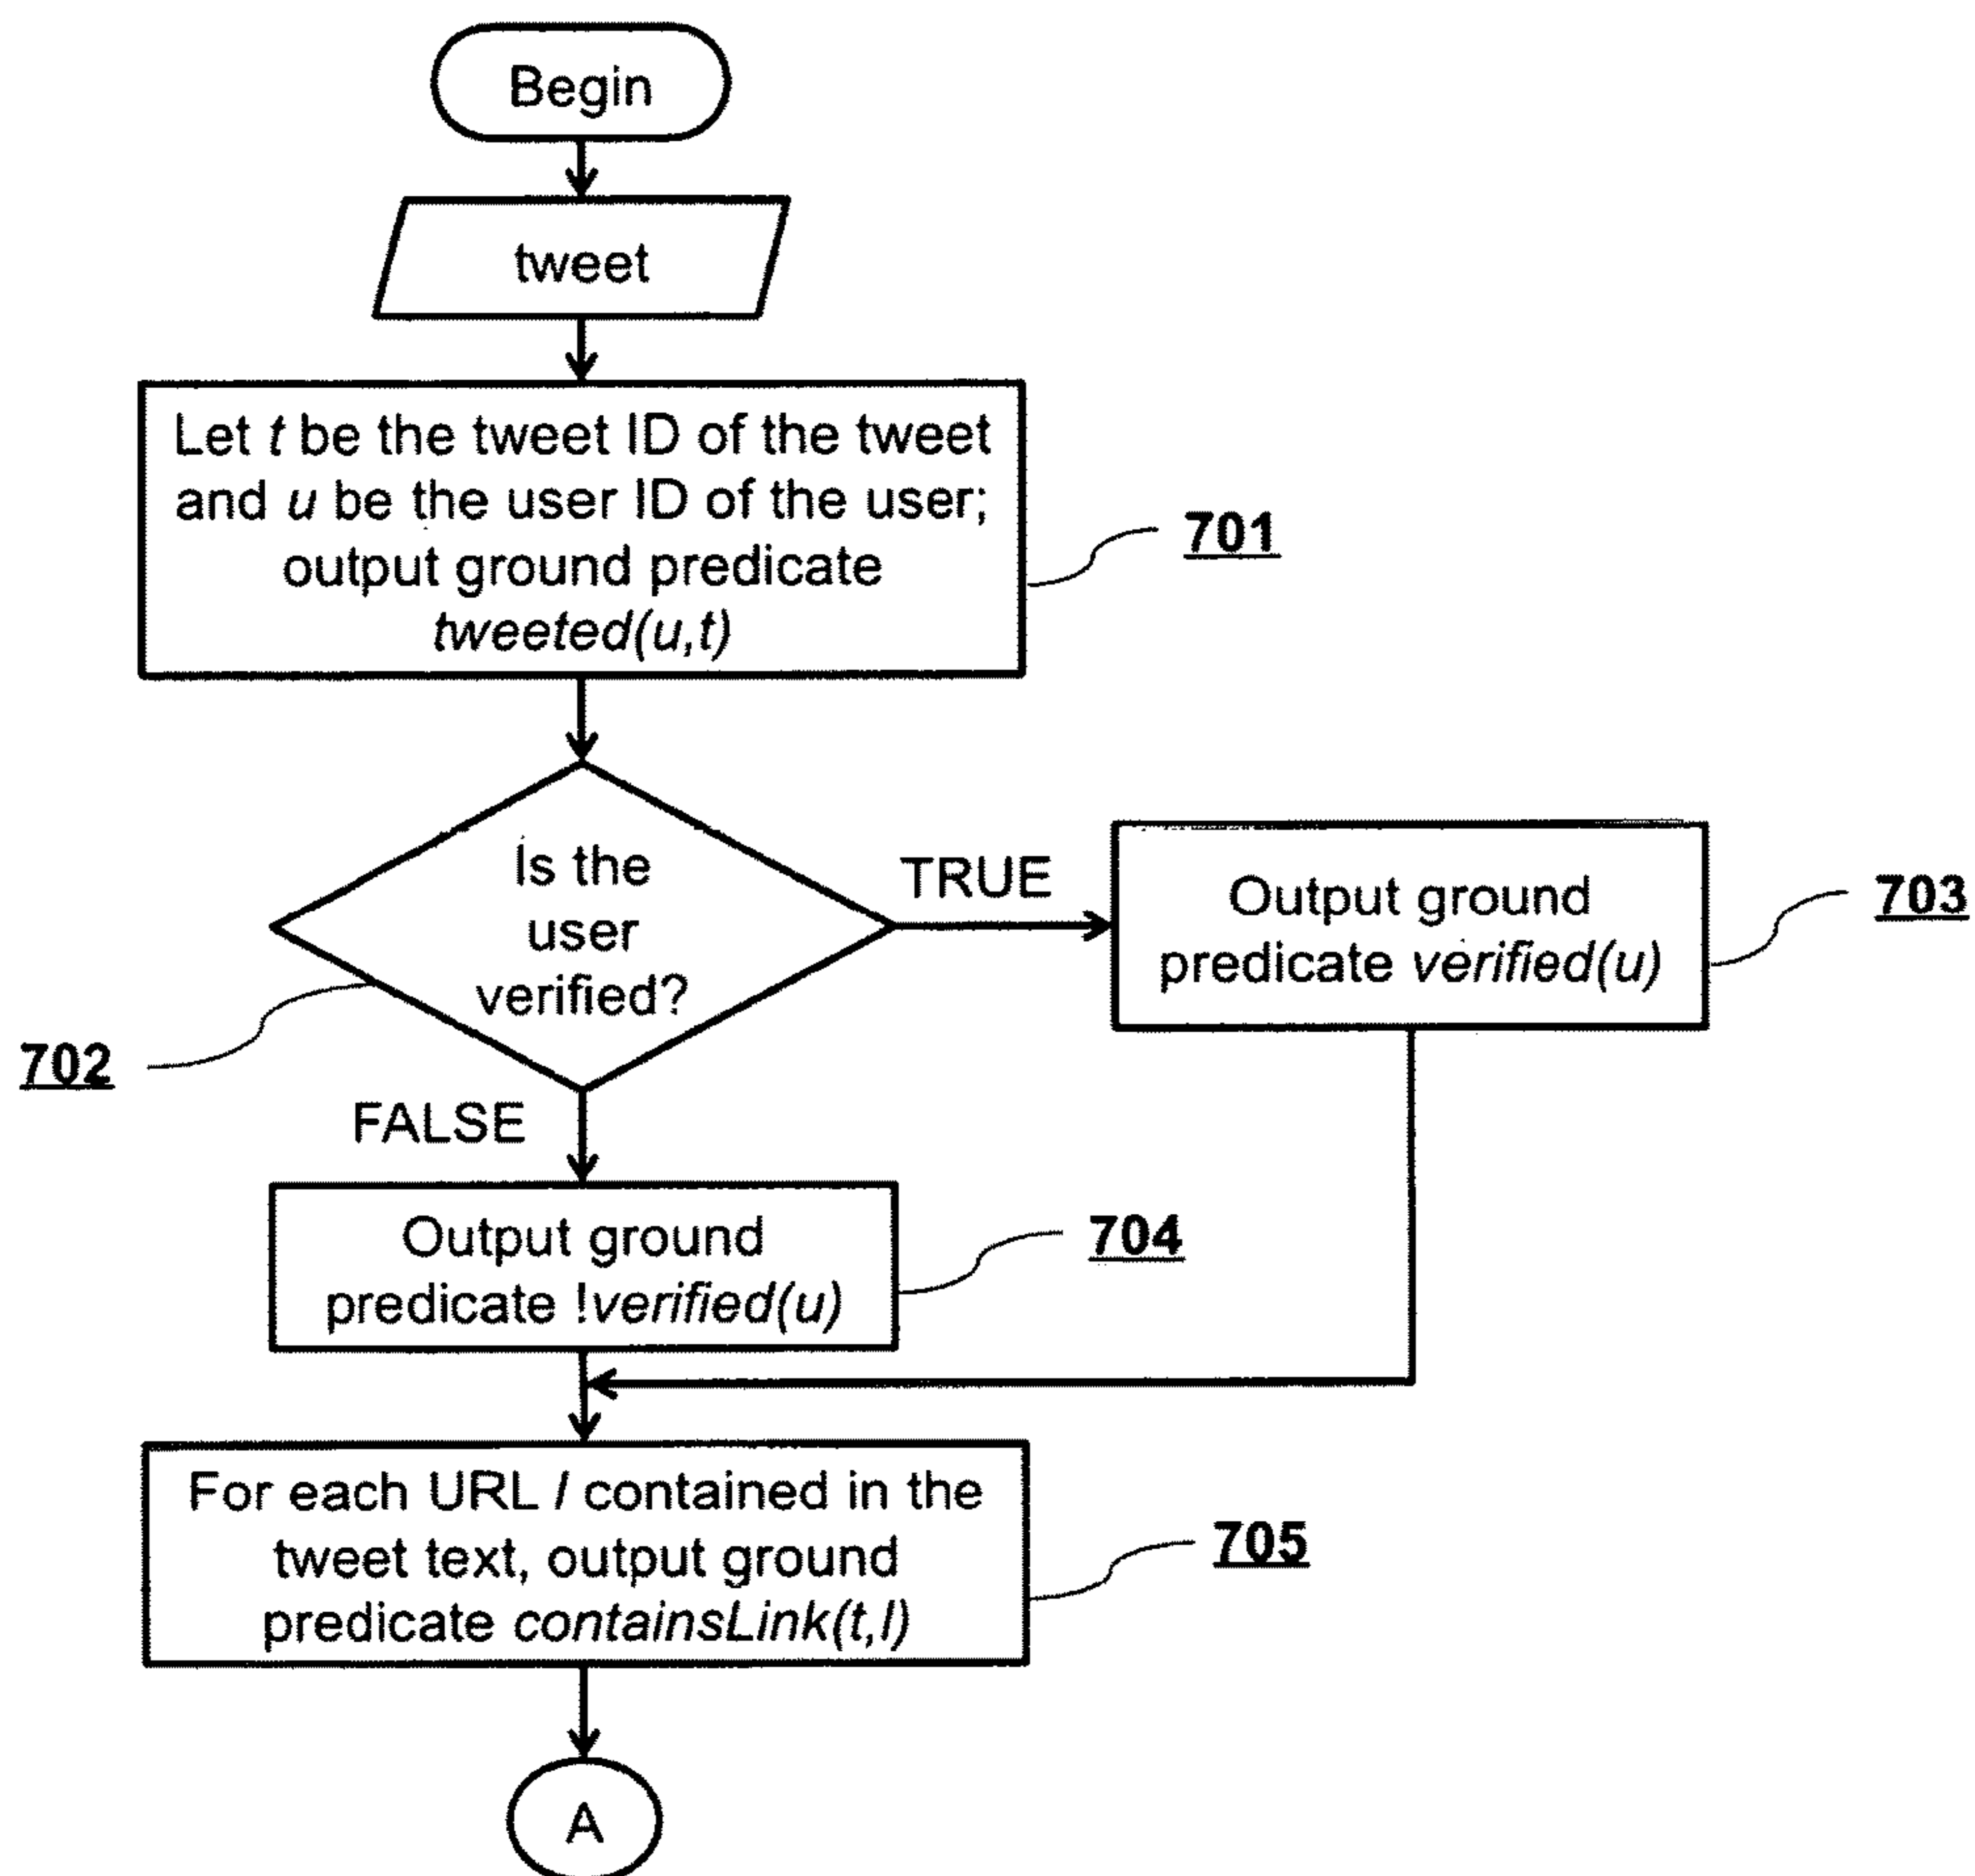 Begin
tweet
Let t be the tweet ID of the tweet
and u be the user ID of the user;
output ground predicate
tweeted(u,t)
701
Is the
user
verified?
TRUE
Output ground
predicate verified(u)
703
702
FALSE
Output ground
predicate !verified(u)
704
For each URL l contained in the
tweet text, output ground
predicate containsLink(t,l)
705
A